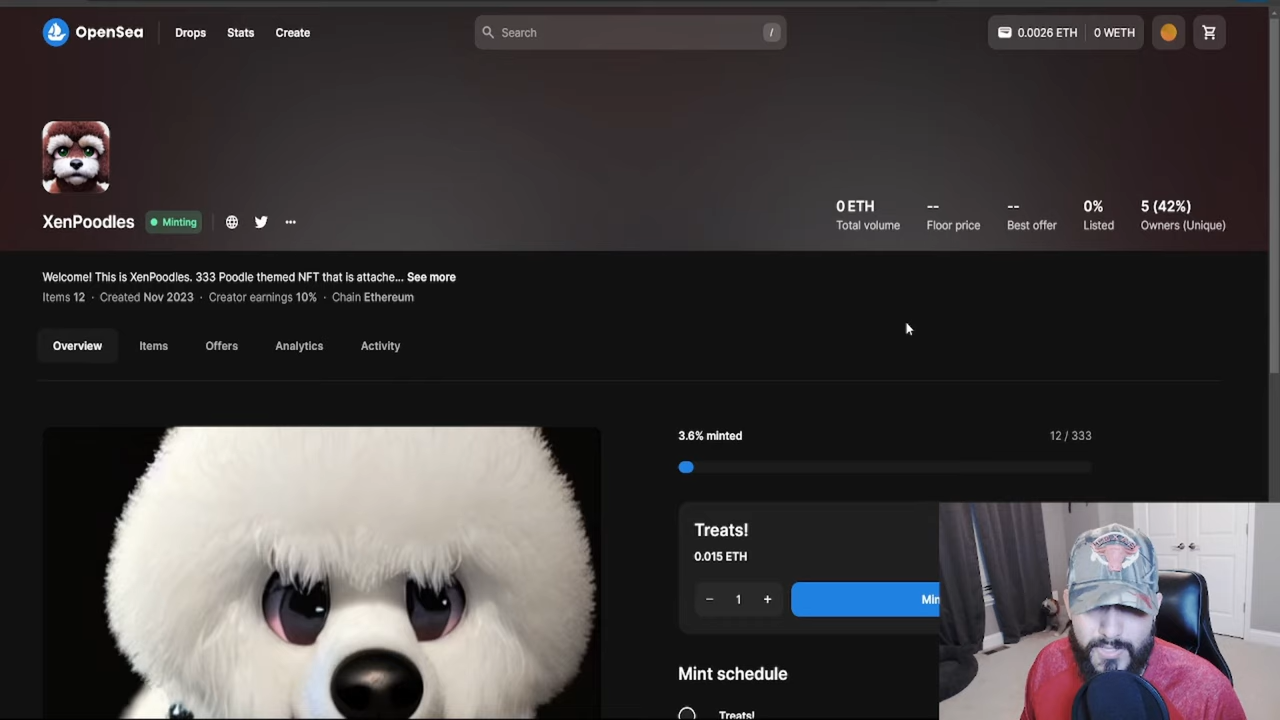 OpenSea
Drops
Stats
Create
Search
/
0.0026 ETH
0 WETH
XenPoodles
Minting
0 ETH
Total volume
--
Floor price
--
Best offer
0%
Listed
5 (42%)
Owners (Unique)
Welcome! This is XenPoodles. 333 Poodle themed NFT that is attache... See more
Items 12 · Created Nov 2023 · Creator earnings 10% · Chain Ethereum
Overview
Items
Offers
Analytics
Activity
3.6% minted
12 / 333
Treats!
0.015 ETH
− 1 +
Min
Mint schedule
Treats!